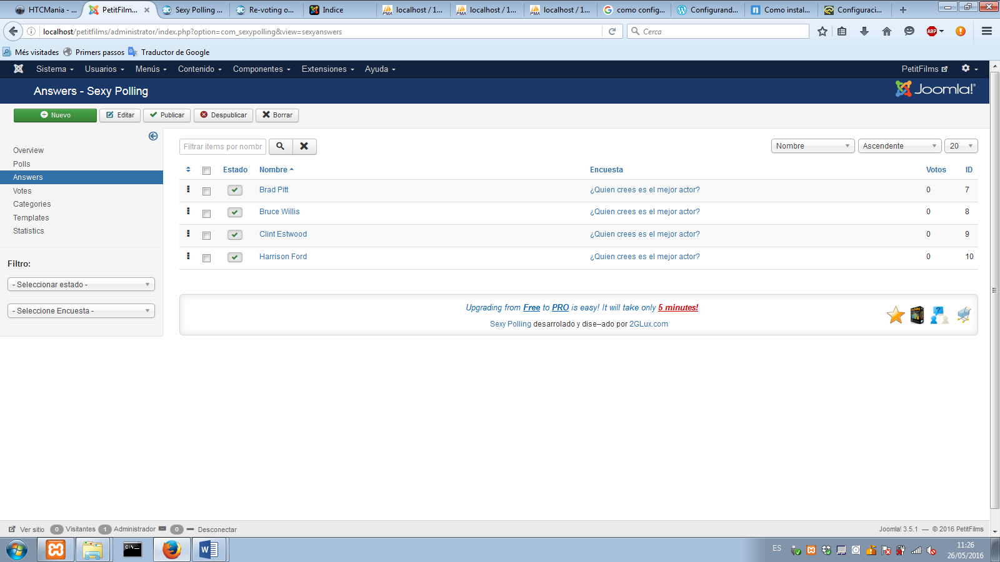 HTCMania - ...
PetitFilm...
Sexy Polling ...
Re-voting o...
Indice
localhost / 1...
localhost / 1...
localhost / 1...
como config...
Configurand...
Como instal...
Configuraci...
localhost/petitfilms/administrator/index.php?option=com_sexypolling&view=sexyanswers
Cerca
ABP
Més visitades
Primers passos
Traductor de Google
Sistema
Usuarios
Menús
Contenido
Componentes
Extensiones
Ayuda
PetitFilms
Answers - Sexy Polling
Joomla!
Nuevo
Editar
Publicar
Despublicar
Borrar
Overview
Polls
Answers
Votes
Categories
Templates
Statistics
Filtro:
- Seleccionar estado -
- Seleccione Encuesta -
Filtrar items por nombr
Nombre
Ascendente
20
Estado Nombre Encuesta Votos ID
Brad Pitt ¿Quien crees es el mejor actor? 0 7
Bruce Willis ¿Quien crees es el mejor actor? 0 8
Clint Estwood ¿Quien crees es el mejor actor? 0 9
Harrison Ford ¿Quien crees es el mejor actor? 0 10
Upgrading from Free to PRO is easy! It will take only 5 minutes!
Sexy Polling desarrolado y dise–ado por 2GLux.com
Ver sitio 0 Visitantes 1 Administrador 0 Desconectar
Joomla! 3.5.1 — © 2016 PetitFilms
ES
11:26
26/05/2016